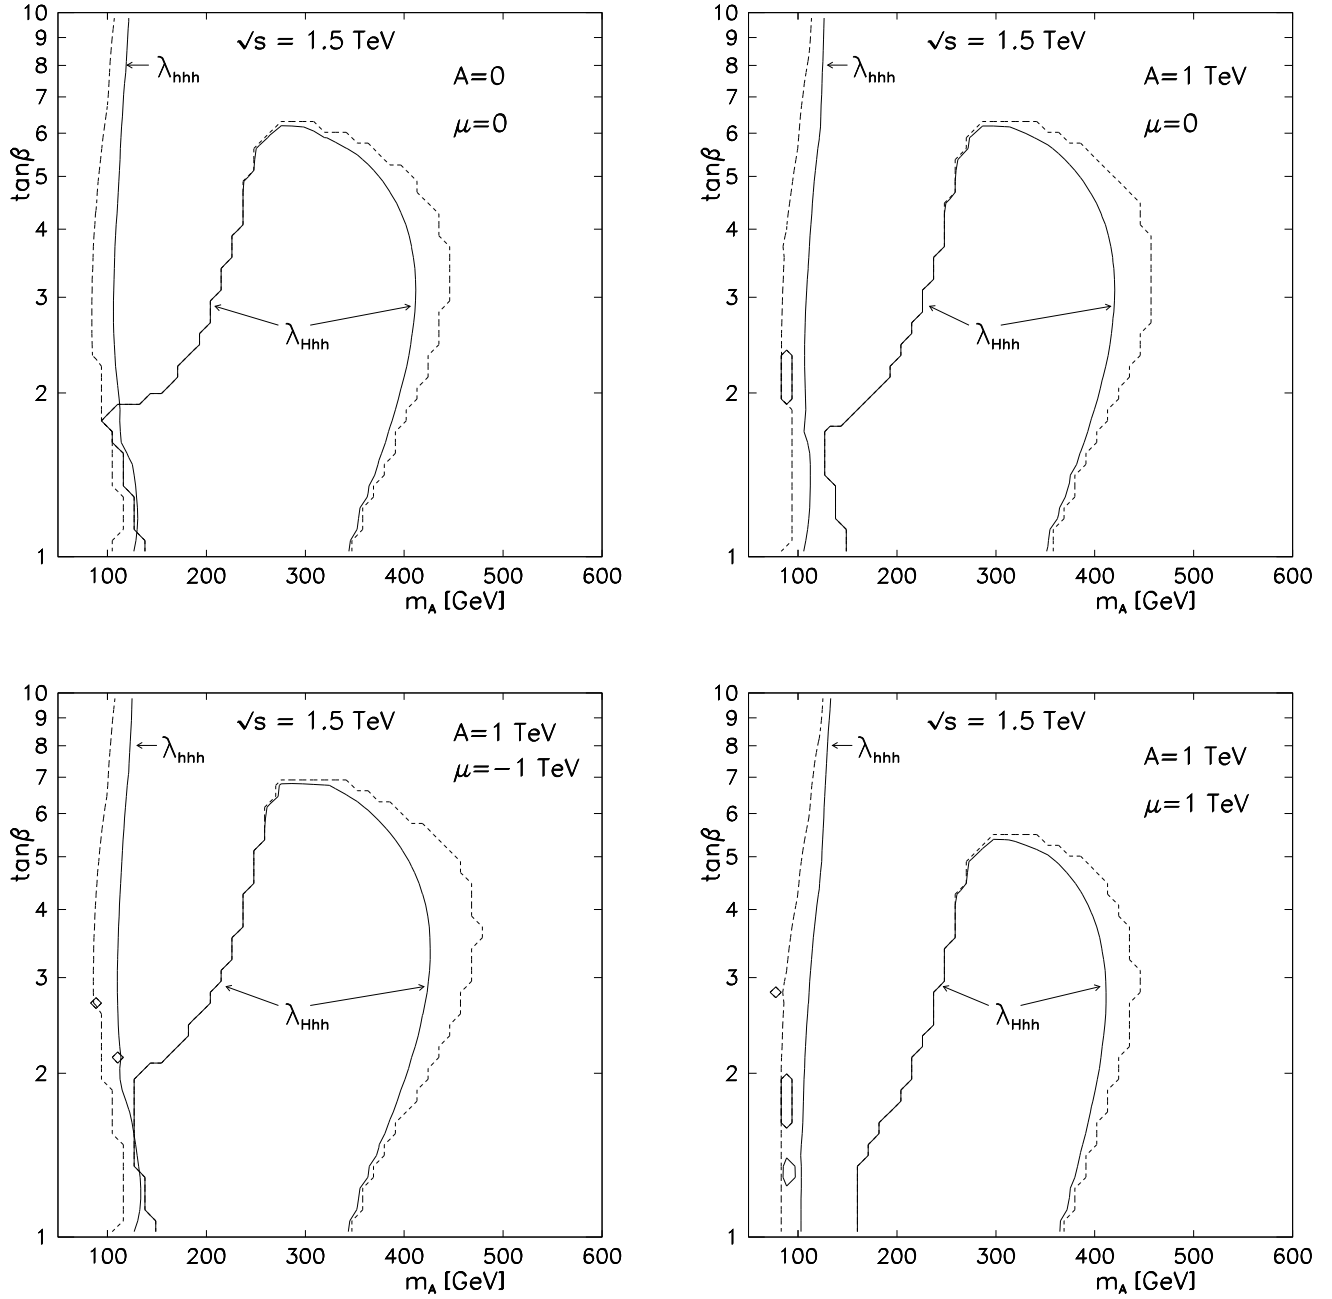 √s = 1.5 TeV
A=0
μ=0
λhhh
λHhh
tanβ
10
9
8
7
6
5
4
3
2
1
100 200 300 400 500 600
mA [GeV]
√s = 1.5 TeV
A=1 TeV
μ=0
λhhh
λHhh
tanβ
10
9
8
7
6
5
4
3
2
1
100 200 300 400 500 600
mA [GeV]
√s = 1.5 TeV
A=1 TeV
μ=−1 TeV
λhhh
λHhh
tanβ
10
9
8
7
6
5
4
3
2
1
100 200 300 400 500 600
mA [GeV]
√s = 1.5 TeV
A=1 TeV
μ=1 TeV
λhhh
λHhh
tanβ
10
9
8
7
6
5
4
3
2
1
100 200 300 400 500 600
mA [GeV]